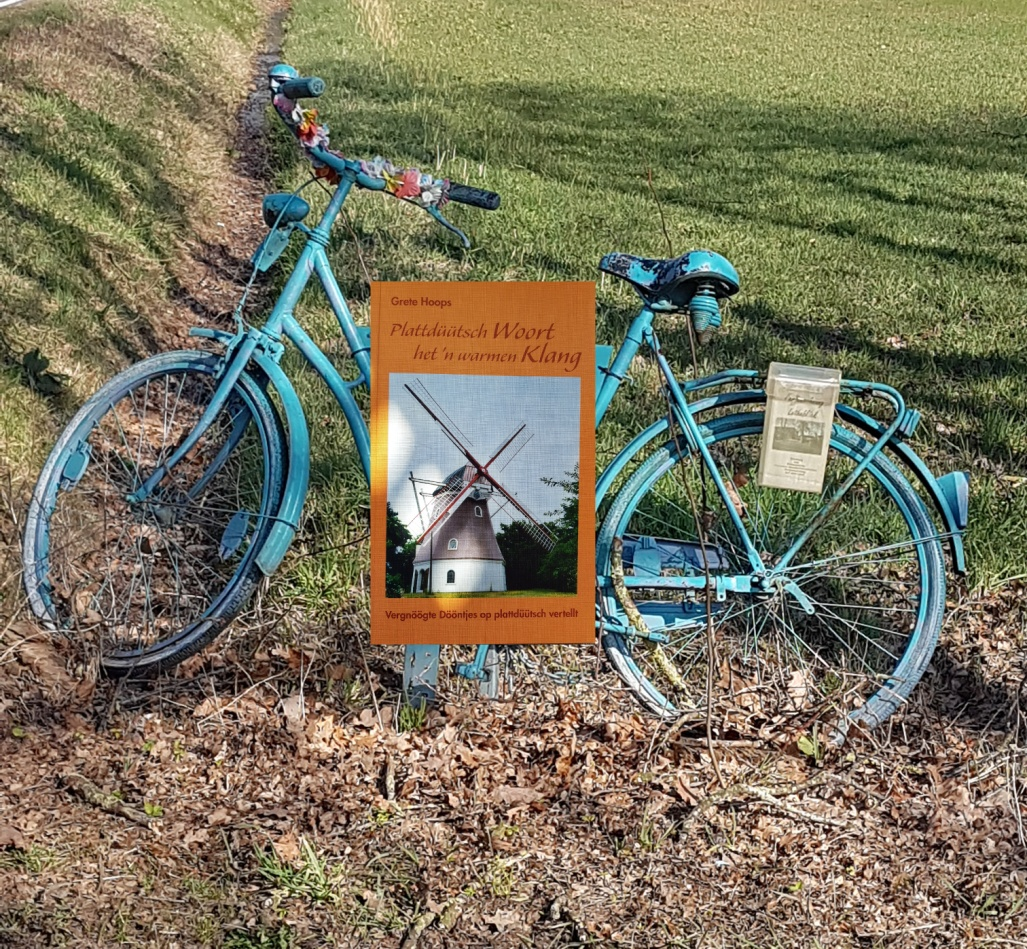 Grete Hoops
Plattdüütsch Woort
het 'n warmen Klang
Vergnöögte Dööntjes op plattdüütsch vertellt